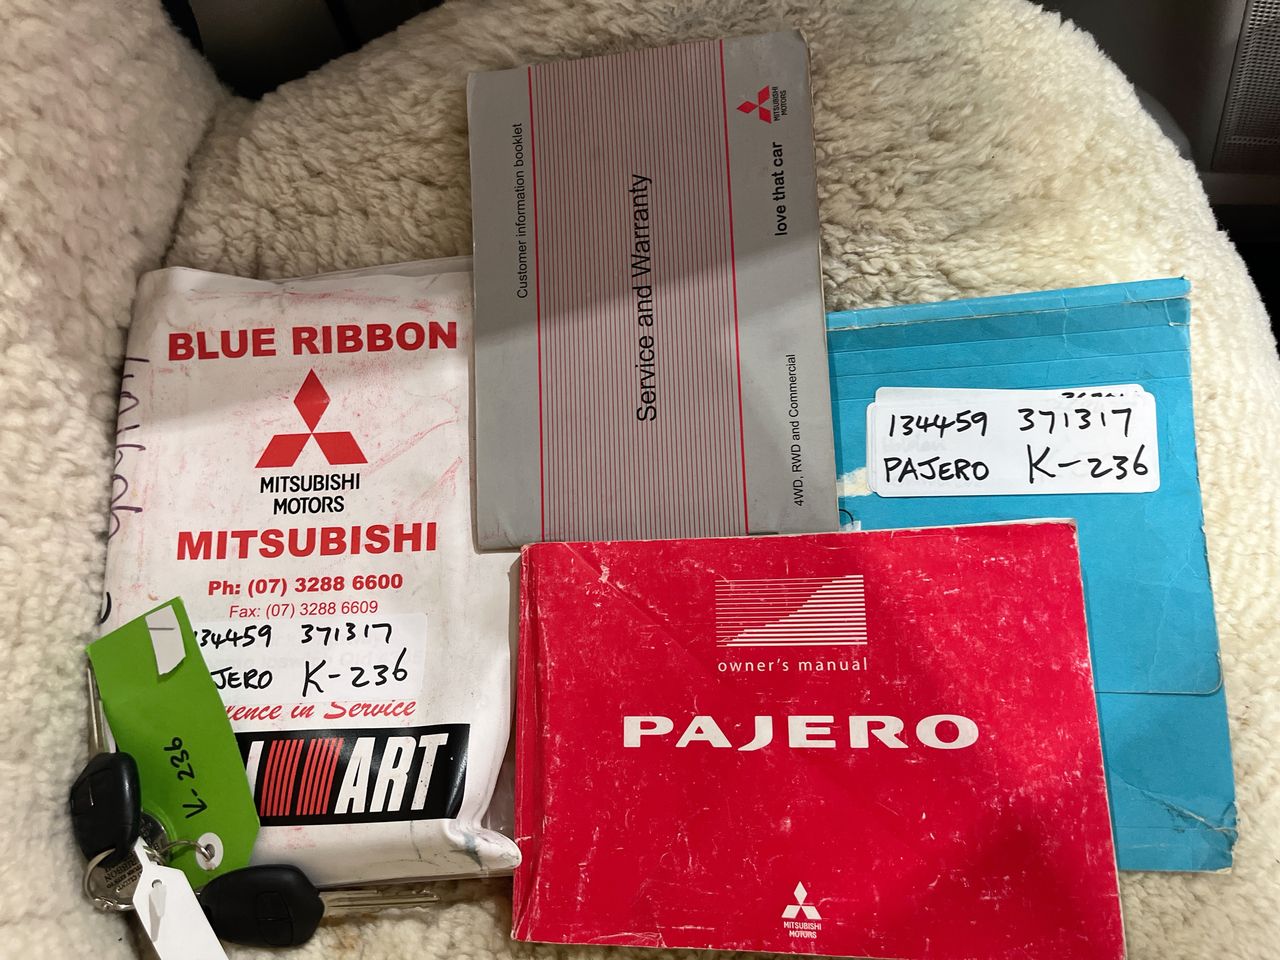 BLUE RIBBON
MITSUBISHI
MOTORS
MITSUBISHI
Ph: (07) 3288 6600
Fax: (07) 3288 6609
134459 371317
K-236
in Service
ART
K-236
Customer information booklet
Service and Warranty
love that car
MITSUBISHI
MOTORS
4WD, RWD and Commercial
134459 371317
PAJERO K-236
owner's manual
PAJERO
MITSUBISHI
MOTORS